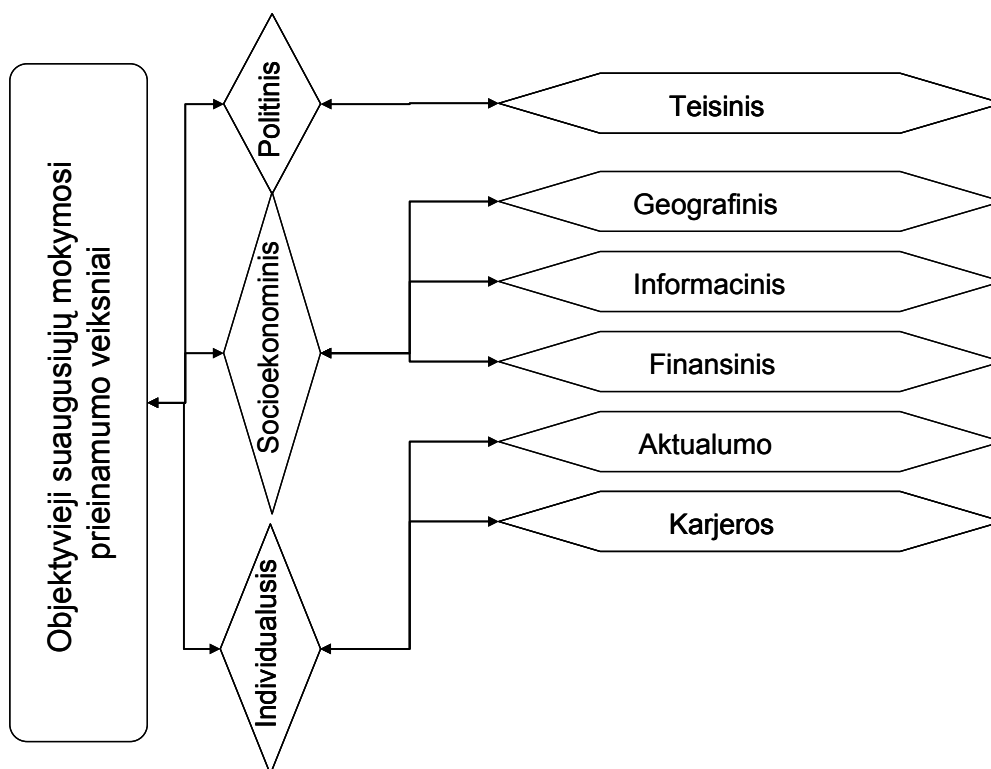 Objektyvieji suaugusiųjų mokymosi
prieinamumo veiksniai
Politinis
Socioekonominis
Individualusis
Teisinis
Geografinis
Informacinis
Finansinis
Aktualumo
Karjeros